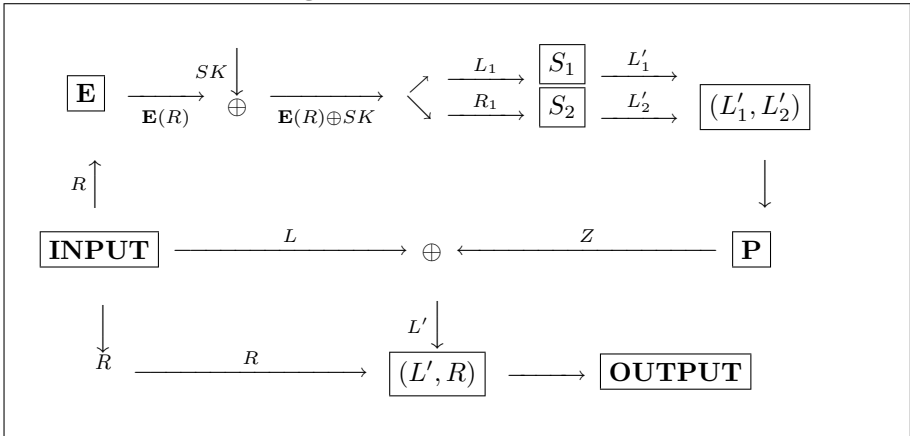 SK L₁ S₁ L′₁
E E(R) ⊕ E(R)⊕SK R₁ S₂ L′₂ (L′₁, L′₂)
R
INPUT L ⊕ Z P
L′
R R (L′, R) OUTPUT